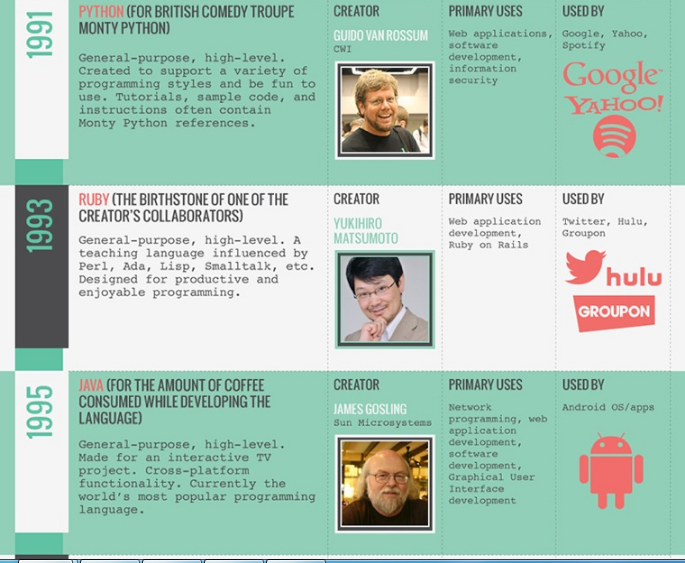 1991
PYTHON (FOR BRITISH COMEDY TROUPE
MONTY PYTHON)
General-purpose, high-level.
Created to support a variety of
programming styles and be fun to
use. Tutorials, sample code, and
instructions often contain
Monty Python references.
CREATOR
GUIDO VAN ROSSUM
CWI
PRIMARY USES
Web applications,
software
development,
information
security
USED BY
Google, Yahoo,
Spotify
Google
YAHOO!
1993
RUBY (THE BIRTHSTONE OF ONE OF THE
CREATOR'S COLLABORATORS)
General-purpose, high-level. A
teaching language influenced by
Perl, Ada, Lisp, Smalltalk, etc.
Designed for productive and
enjoyable programming.
CREATOR
YUKIHIRO
MATSUMOTO
PRIMARY USES
Web application
development,
Ruby on Rails
USED BY
Twitter, Hulu,
Groupon
hulu
GROUPON
1995
JAVA (FOR THE AMOUNT OF COFFEE
CONSUMED WHILE DEVELOPING THE
LANGUAGE)
General-purpose, high-level.
Made for an interactive TV
project. Cross-platform
functionality. Currently the
world's most popular programming
language.
CREATOR
JAMES GOSLING
Sun Microsystems
PRIMARY USES
Network
programming, web
application
development,
software
development,
Graphical User
Interface
development
USED BY
Android OS/apps